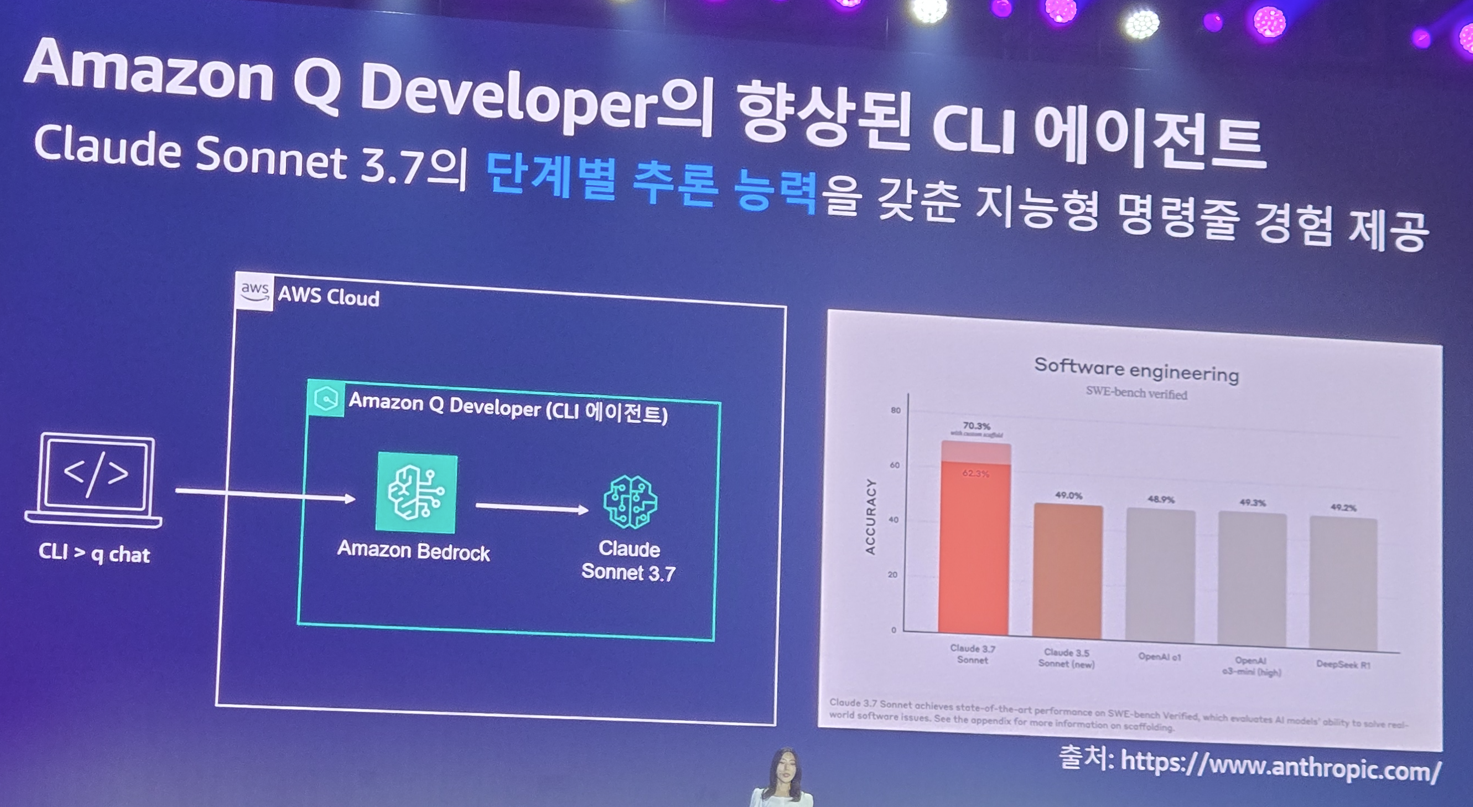 Amazon Q Developer의 향상된 CLI 에이전트
Claude Sonnet 3.7의 단계별 추론 능력을 갖춘 지능형 명령줄 경험 제공
aws AWS Cloud
Amazon Q Developer (CLI 에이전트)
</>
CLI > q chat
Amazon Bedrock
Claude
Sonnet 3.7
Software engineering
SWE-bench verified
ACCURACY
80
60
40
20
0
70.3%
with custom scaffold
62.3%
49.0%
48.9%
49.3%
49.2%
Claude 3.7
Sonnet
Claude 3.5
Sonnet (new)
OpenAI o1
OpenAI
o3-mini (high)
DeepSeek R1
Claude 3.7 Sonnet achieves state-of-the-art performance on SWE-bench Verified, which evaluates AI models' ability to solve real-
world software issues. See the appendix for more information on scaffolding.
출처: https://www.anthropic.com/